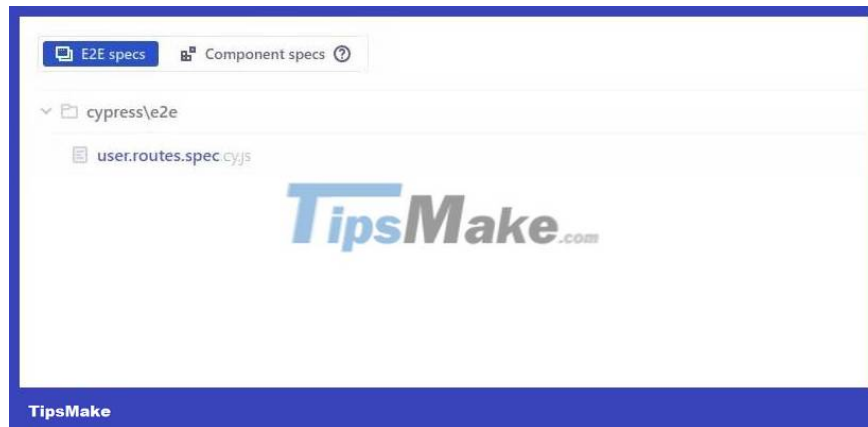 E2E specs Component specs ?
cypress\e2e
user.routes.spec.cy.js
TipsMake.com
TipsMake